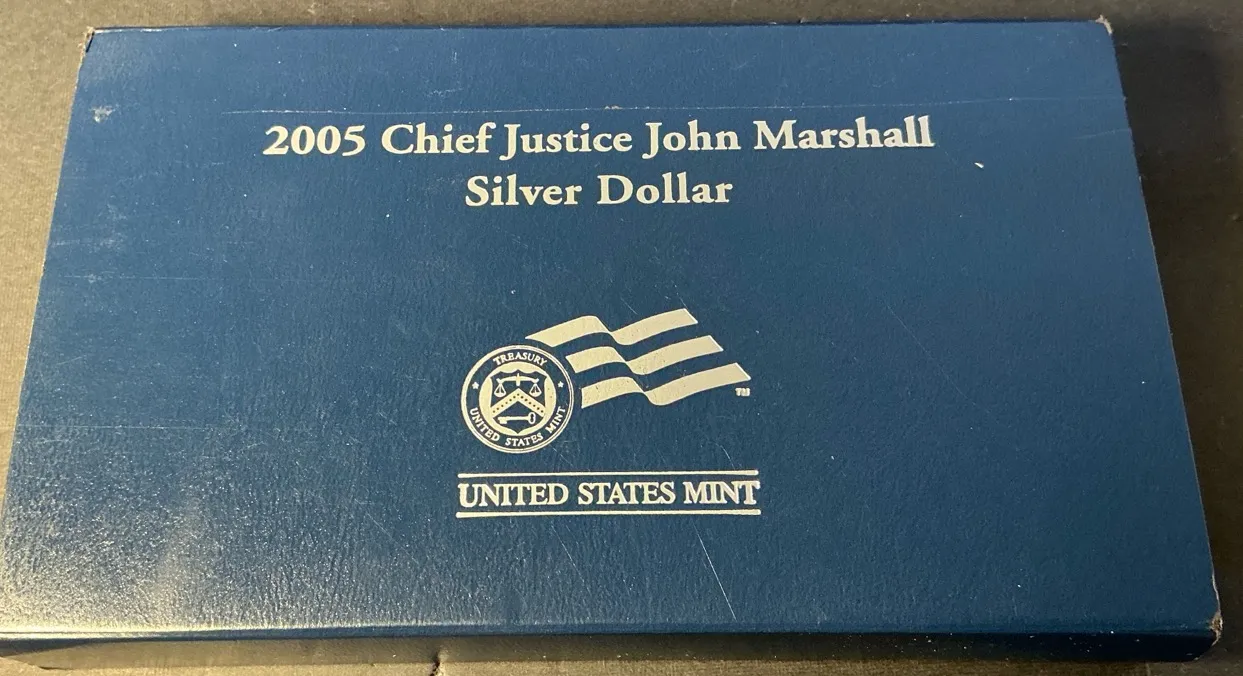 2005 Chief Justice John Marshall
Silver Dollar
TREASURY
UNITED STATES MINT
TM
UNITED STATES MINT